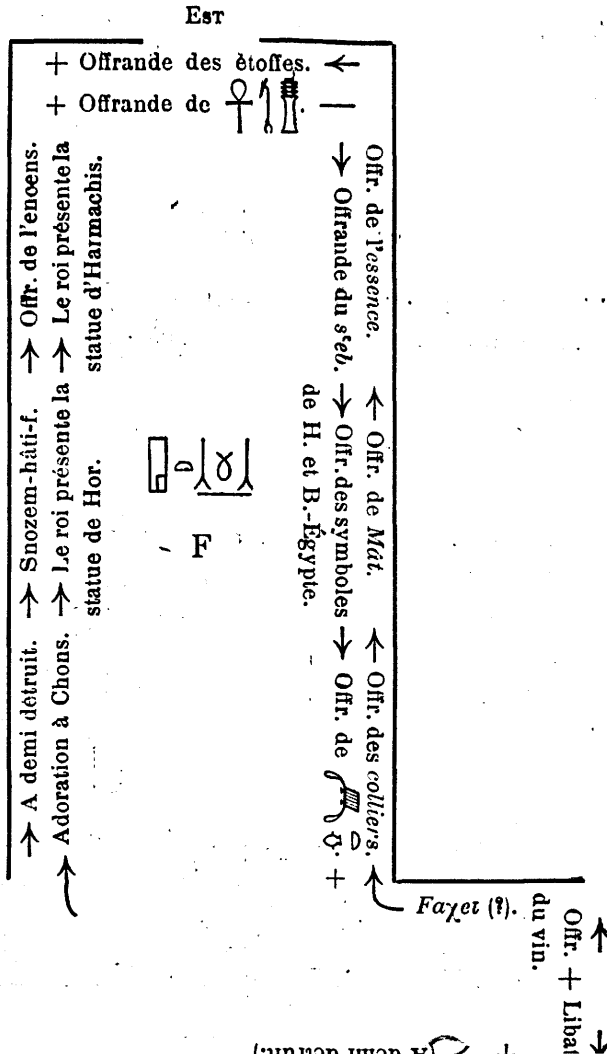 EST
+ Offrande des étoffes. ←
+ Offrande de 𓋹𓌀𓊽. —
→ Offr. de l'encens.
→ Le roi présente la
statue d'Harmachis.
→ Snozem-hâti-f.
→ Le roi présente la
statue de Hor.
→ A demi détruit.
→ Adoration à Chons.
F
Offr. de l'essence.
→ Offrande du s'eb.
← Offr. de Mât.
→ Offr. des symboles
de H. et B.-Égypte.
← Offr. des colliers.
→ Offr. de
+
Faχet (?).
Offr. + Libat
du vin.